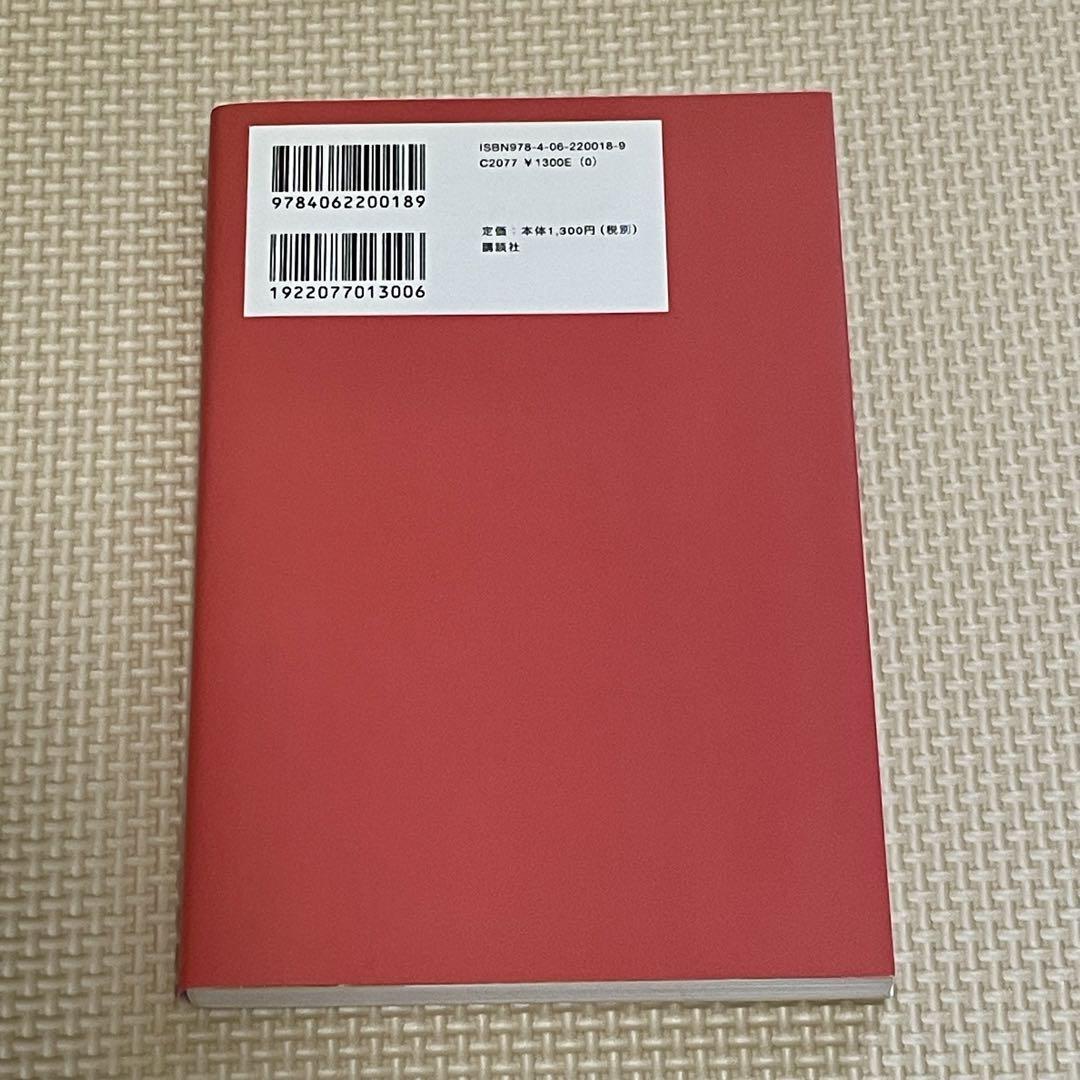 ISBN978-4-06-220018-9
C2077 ¥1300E (0)
9784062200189
定価：本体1,300円（税別）
講談社
1922077013006